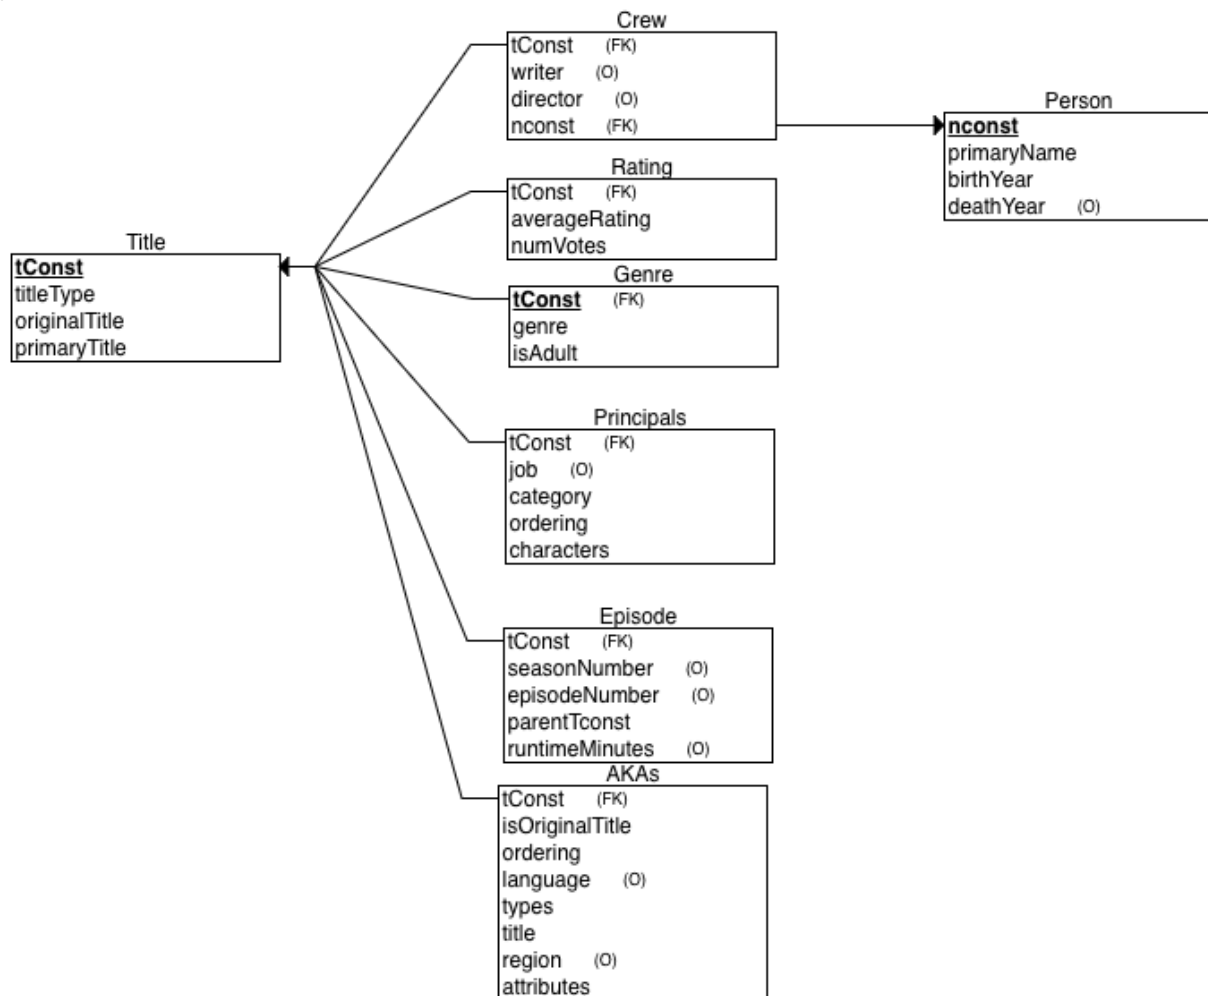 Crew
tConst (FK)
writer (O)
director (O)
nconst (FK)
Person
nconst
primaryName
birthYear
deathYear (O)
Rating
tConst (FK)
averageRating
numVotes
Title
tConst
titleType
originalTitle
primaryTitle
Genre
tConst (FK)
genre
isAdult
Principals
tConst (FK)
job (O)
category
ordering
characters
Episode
tConst (FK)
seasonNumber (O)
episodeNumber (O)
parentTconst
runtimeMinutes (O)
AKAs
tConst (FK)
isOriginalTitle
ordering
language (O)
types
title
region (O)
attributes